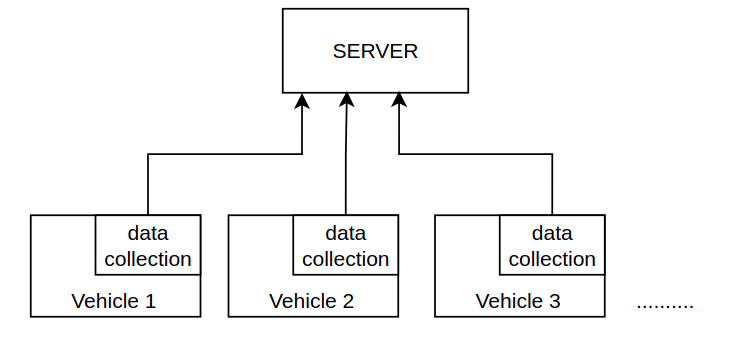 SERVER
data
collection
Vehicle 1
data
collection
Vehicle 2
data
collection
Vehicle 3
..........